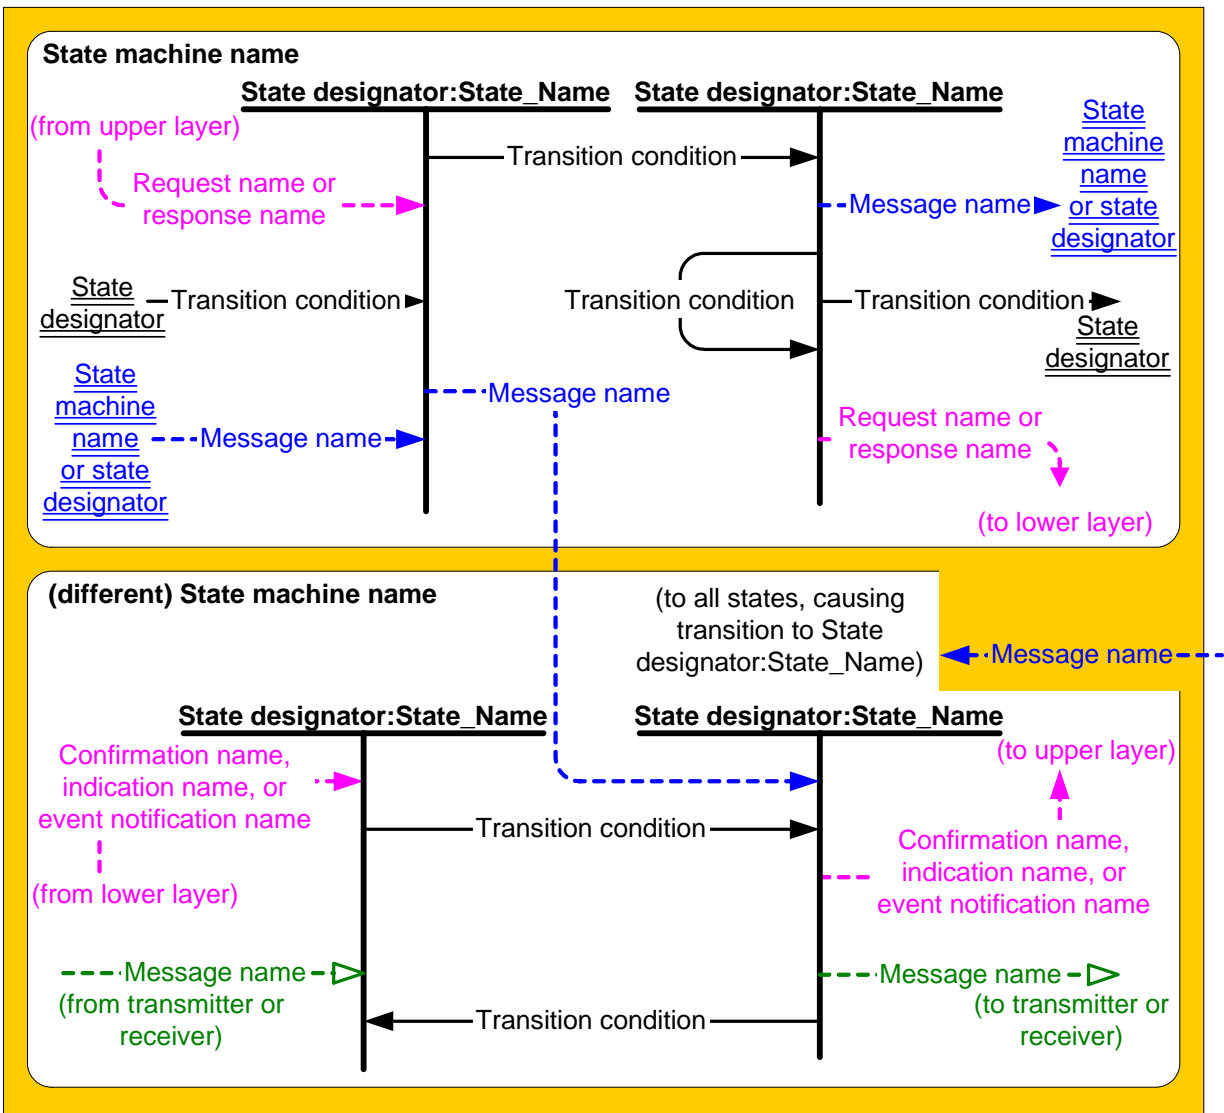 State machine name
State designator:State_Name
State designator:State_Name
(from upper layer)
Request name or
response name
Transition condition
State
machine
name
or state
designator
Message name
State
designator
Transition condition
Transition condition
Transition condition
State
designator
State
machine
name
or state
designator
Message name
Message name
Request name or
response name
(to lower layer)
(different) State machine name
(to all states, causing
transition to State
designator:State_Name)
Message name
State designator:State_Name
State designator:State_Name
Confirmation name,
indication name, or
event notification name
(from lower layer)
Transition condition
(to upper layer)
Confirmation name,
indication name, or
event notification name
Message name
(from transmitter or
receiver)
Transition condition
Message name
(to transmitter or
receiver)